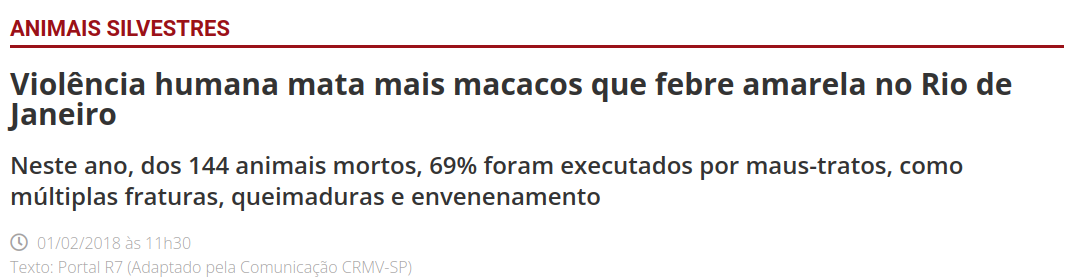 ANIMAIS SILVESTRES
Violência humana mata mais macacos que febre amarela no Rio de
Janeiro
Neste ano, dos 144 animais mortos, 69% foram executados por maus-tratos, como
múltiplas fraturas, queimaduras e envenenamento
01/02/2018 às 11h30
Texto: Portal R7 (Adaptado pela Comunicação CRMV-SP)